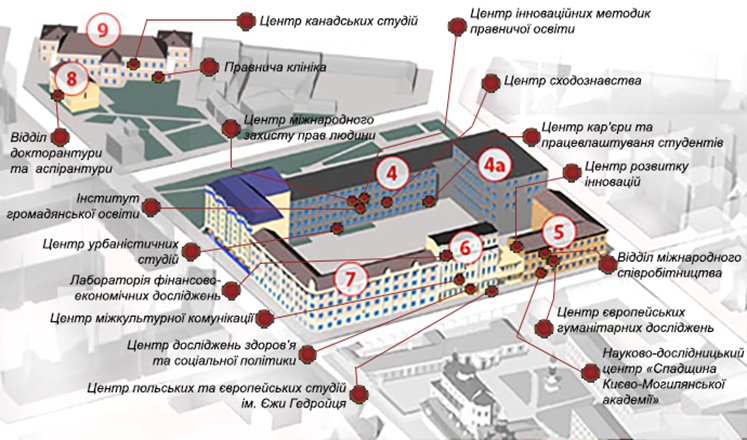 Центр канадських студій
Правнича клініка
Центр інноваційних методик
правничої освіти
Центр сходознавства
Центр міжнародного
захисту прав людини
Центр кар'єри та
працевлаштуваня студентів
Центр розвитку
інновацій
9
8
Відділ
докторантури
та аспірантури
4
4а
Інститут
громадянської освіти
Центр урбаністичних
студій
5
6
7
Відділ міжнародного
співробітництва
Лабораторія фінансово-
економічних досліджень
Центр міжкультурної комунікації
Центр європейських
гуманітарних досліджень
Центр досліджень здоров'я
та соціальної політики
Науково-дослідницький
центр «Спадщина
Києво-Могилянської
академії»
Центр польських та європейських студій
ім. Єжи Гедройця